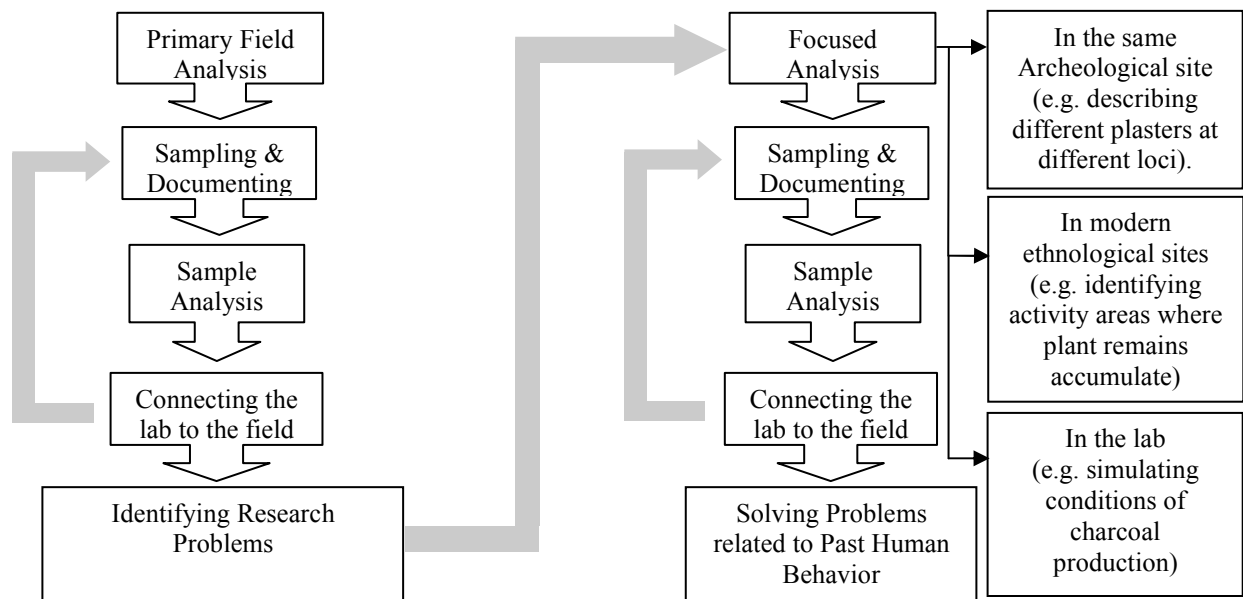 Primary Field
Analysis
Sampling &
Documenting
Sample
Analysis
Connecting the
lab to the field
Identifying Research
Problems
Focused
Analysis
Sampling &
Documenting
Sample
Analysis
Connecting the
lab to the field
Solving Problems
related to Past Human
Behavior
In the same
Archeological site
(e.g. describing
different plasters at
different loci).
In modern
ethnological sites
(e.g. identifying
activity areas where
plant remains
accumulate)
In the lab
(e.g. simulating
conditions of
charcoal
production)